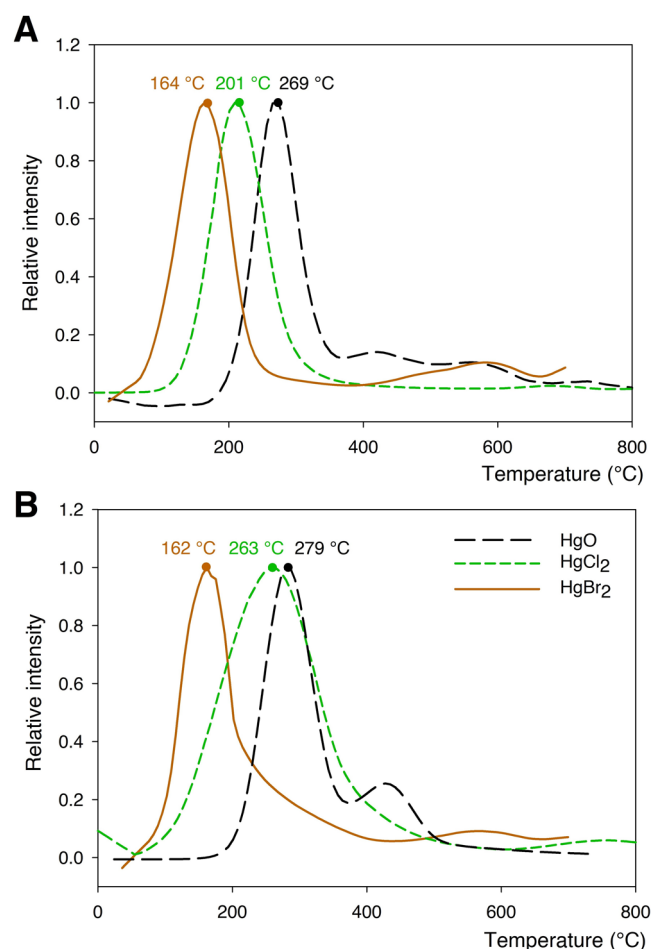 A
1.2
164 °C 201 °C 269 °C
1.0
0.8
0.6
0.4
0.2
0.0
Relative intensity
0 200 400 600 800
Temperature (°C)
B
1.2
162 °C 263 °C 279 °C
1.0
0.8
0.6
0.4
0.2
0.0
Relative intensity
HgO
HgCl2
HgBr2
0 200 400 600 800
Temperature (°C)